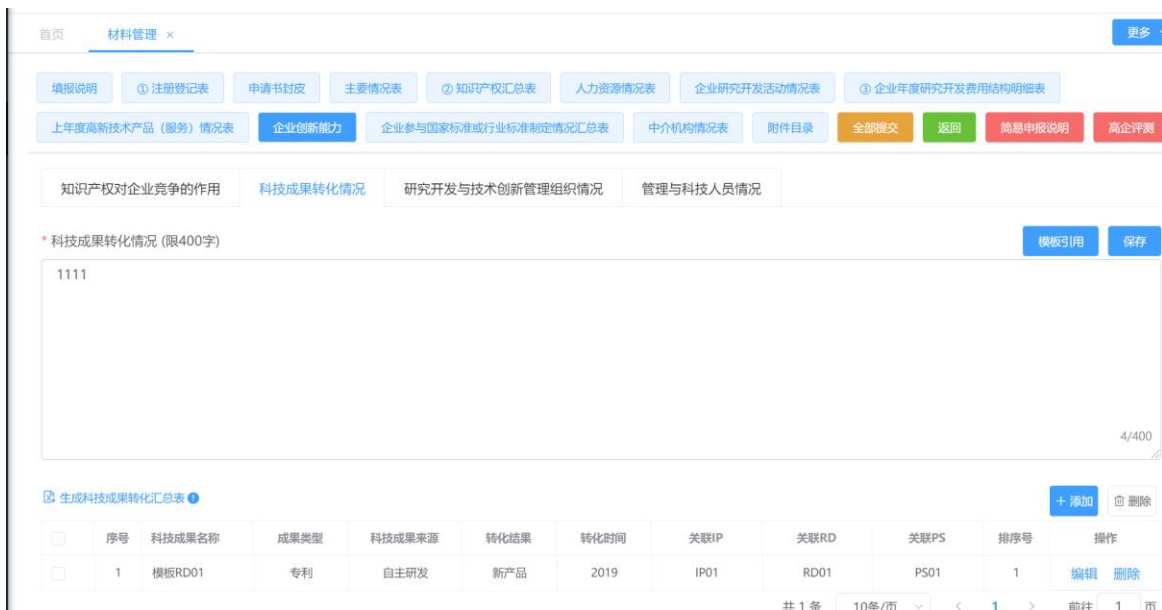 首页 材料管理 × 更多
填报说明 ① 注册登记表 申请书封皮 主要情况表 ② 知识产权汇总表 人力资源情况表 企业研究开发活动情况表 ③ 企业年度研究开发费用结构明细表
上年度高新技术产品（服务）情况表 企业创新能力 企业参与国家标准或行业标准制定情况汇总表 中介机构情况表 附件目录 全部提交 返回 简易申报说明 高企评测
知识产权对企业竞争的作用 科技成果转化情况 研究开发与技术创新管理组织情况 管理与科技人员情况
* 科技成果转化情况 (限400字) 模板引用 保存
1111
4/400
生成科技成果转化汇总表 + 添加 删除
序号 科技成果名称 成果类型 科技成果来源 转化结果 转化时间 关联IP 关联RD 关联PS 排序号 操作
1 模板RD01 专利 自主研发 新产品 2019 IP01 RD01 PS01 1 编辑 删除
共 1 条 10条/页 < 1 > 前往 1 页